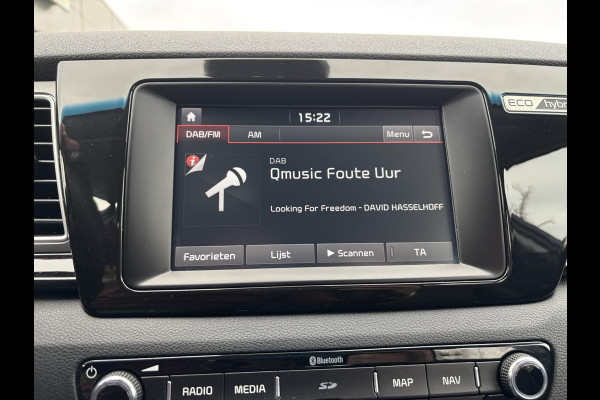 15:22
ECO hybr
DAB/FM AM Menu
i
DAB
Qmusic Foute Uur
Looking For Freedom - DAVID HASSELHOFF
Favorieten Lijst Scannen TA
Bluetooth
RADIO MEDIA SD MAP NAV